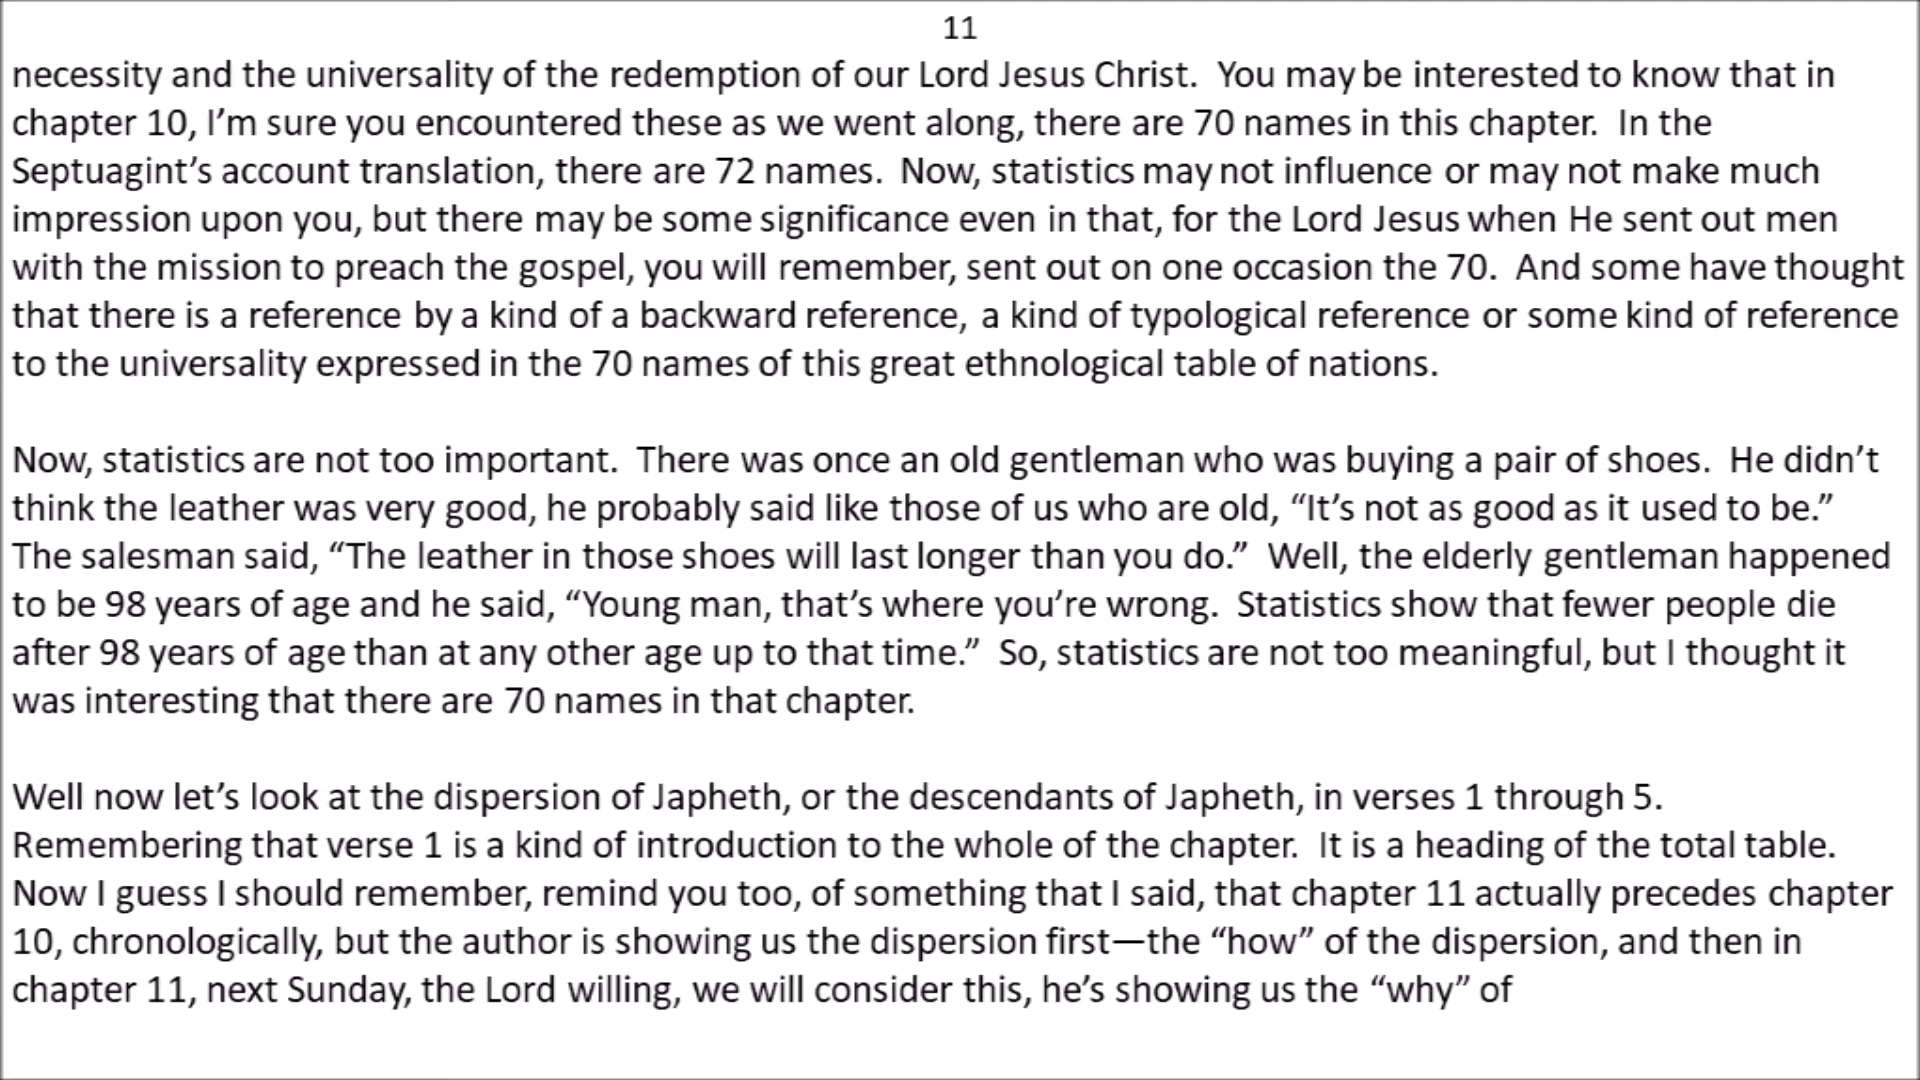 11
necessity and the universality of the redemption of our Lord Jesus Christ.  You may be interested to know that in
chapter 10, I’m sure you encountered these as we went along, there are 70 names in this chapter.  In the
Septuagint’s account translation, there are 72 names.  Now, statistics may not influence or may not make much
impression upon you, but there may be some significance even in that, for the Lord Jesus when He sent out men
with the mission to preach the gospel, you will remember, sent out on one occasion the 70.  And some have thought
that there is a reference by a kind of a backward reference, a kind of typological reference or some kind of reference
to the universality expressed in the 70 names of this great ethnological table of nations.
Now, statistics are not too important.  There was once an old gentleman who was buying a pair of shoes.  He didn’t
think the leather was very good, he probably said like those of us who are old, “It’s not as good as it used to be.”
The salesman said, “The leather in those shoes will last longer than you do.”  Well, the elderly gentleman happened
to be 98 years of age and he said, “Young man, that’s where you’re wrong.  Statistics show that fewer people die
after 98 years of age than at any other age up to that time.”  So, statistics are not too meaningful, but I thought it
was interesting that there are 70 names in that chapter.
Well now let’s look at the dispersion of Japheth, or the descendants of Japheth, in verses 1 through 5.
Remembering that verse 1 is a kind of introduction to the whole of the chapter.  It is a heading of the total table.
Now I guess I should remember, remind you too, of something that I said, that chapter 11 actually precedes chapter
10, chronologically, but the author is showing us the dispersion first—the “how” of the dispersion, and then in
chapter 11, next Sunday, the Lord willing, we will consider this, he’s showing us the “why” of